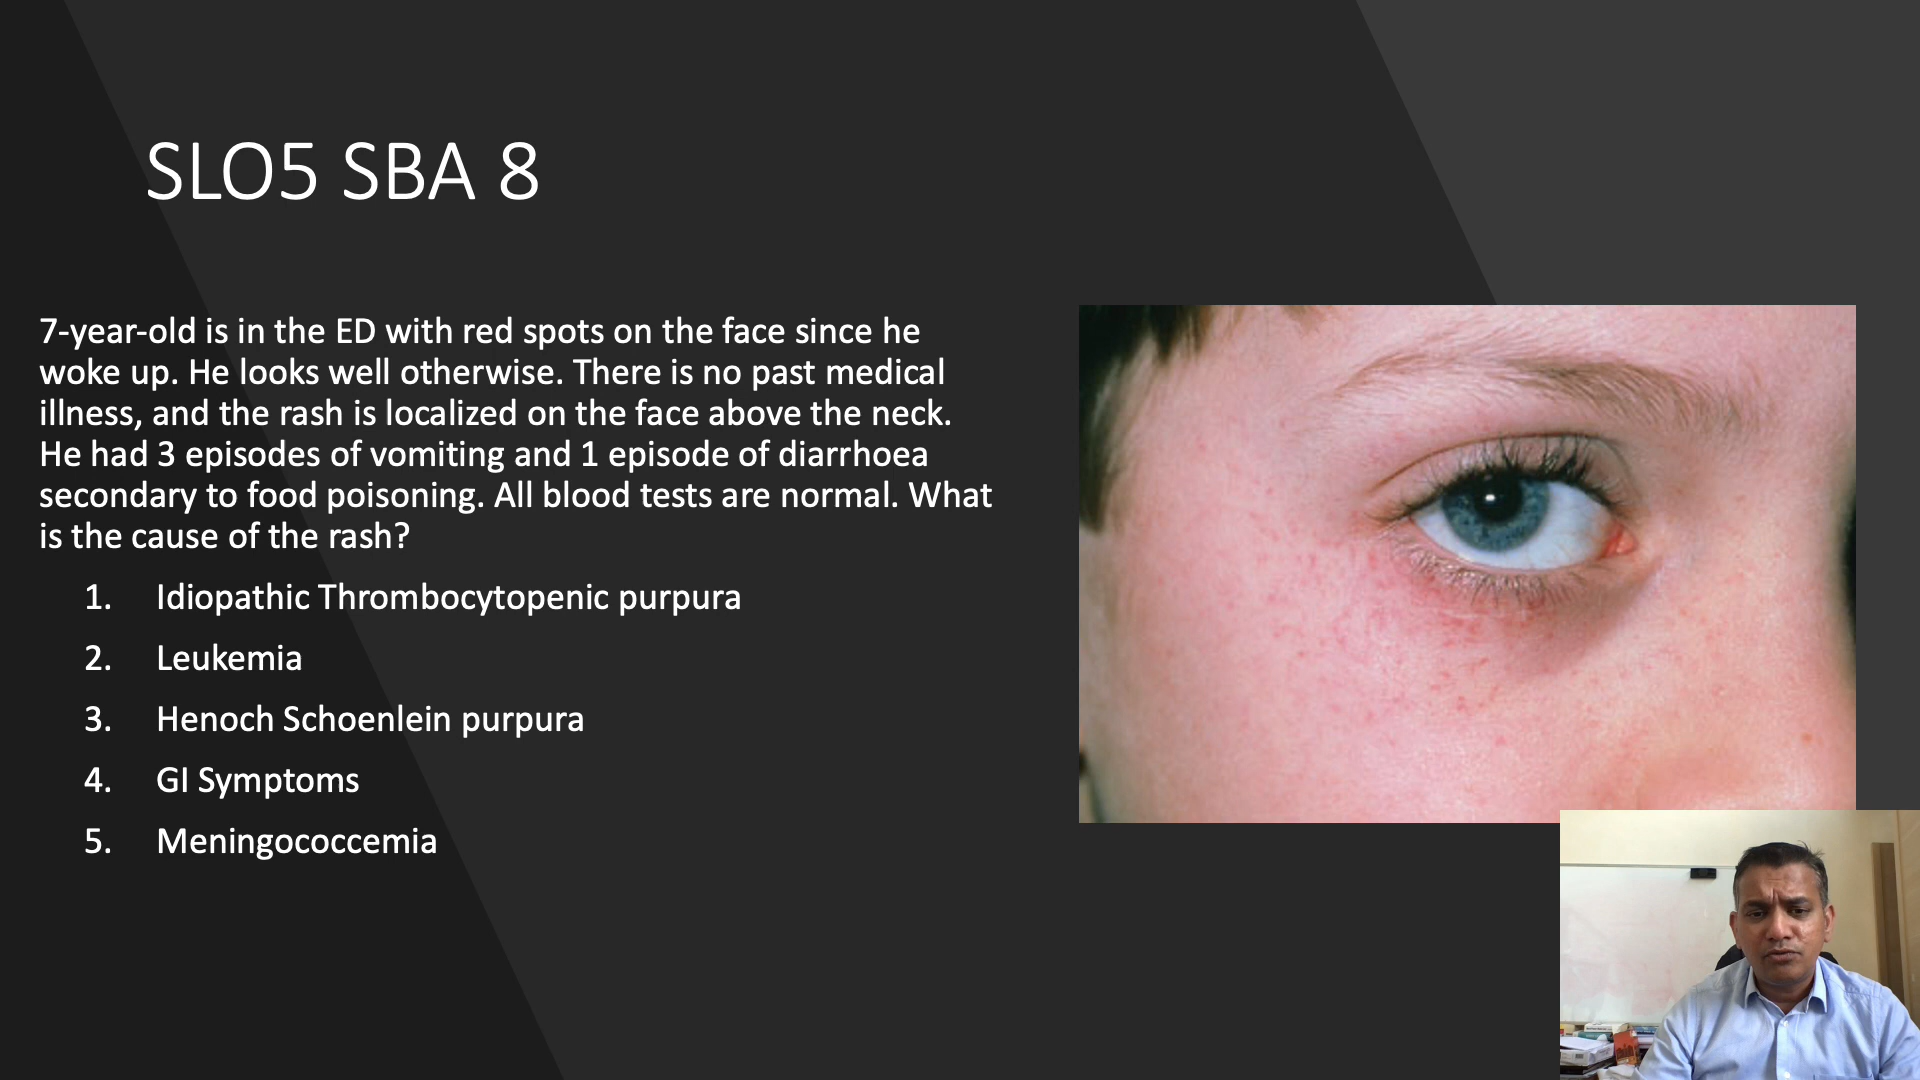 SLO5 SBA 8
7-year-old is in the ED with red spots on the face since he
woke up. He looks well otherwise. There is no past medical
illness, and the rash is localized on the face above the neck.
He had 3 episodes of vomiting and 1 episode of diarrhoea
secondary to food poisoning. All blood tests are normal. What
is the cause of the rash?
1. Idiopathic Thrombocytopenic purpura
2. Leukemia
3. Henoch Schoenlein purpura
4. GI Symptoms
5. Meningococcemia